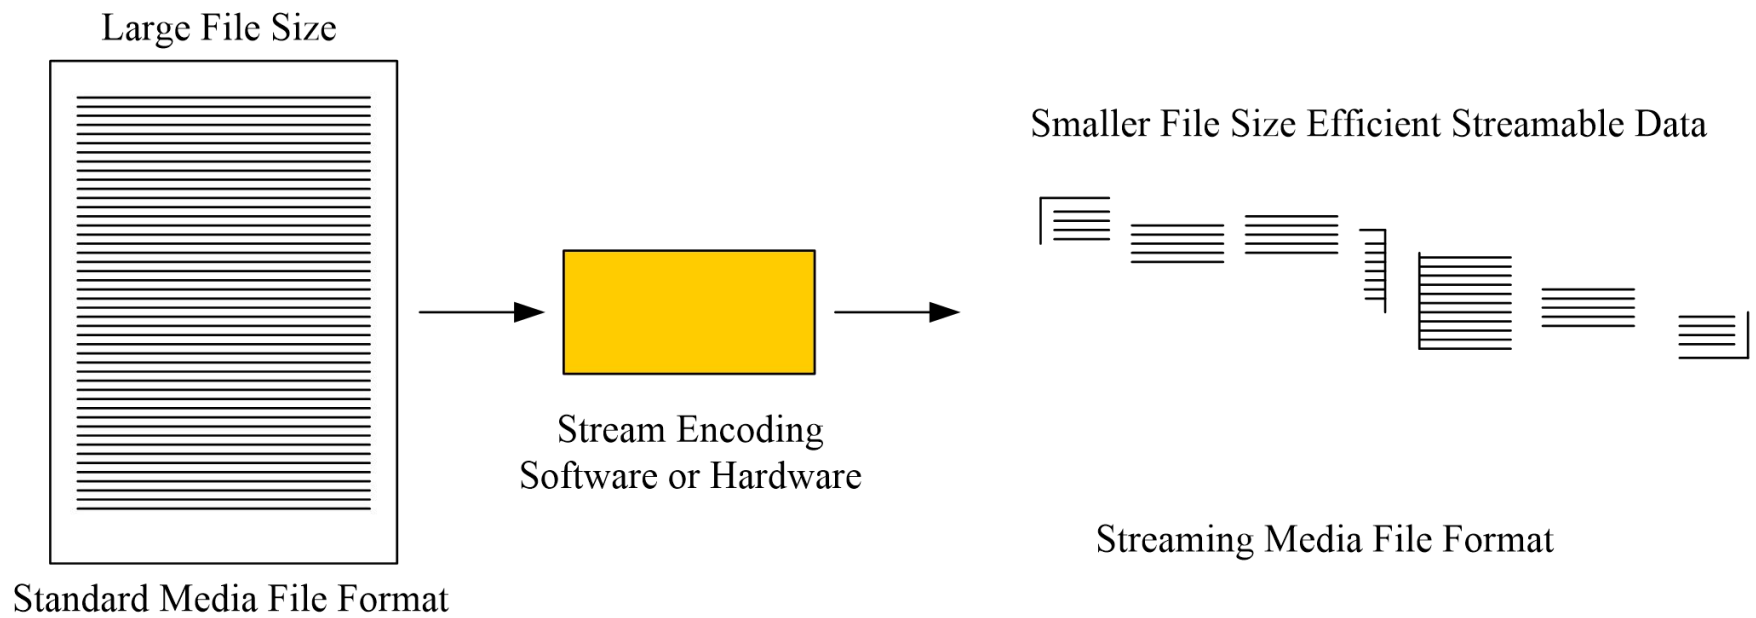 Large File Size
Standard Media File Format
Stream Encoding
Software or Hardware
Smaller File Size Efficient Streamable Data
Streaming Media File Format